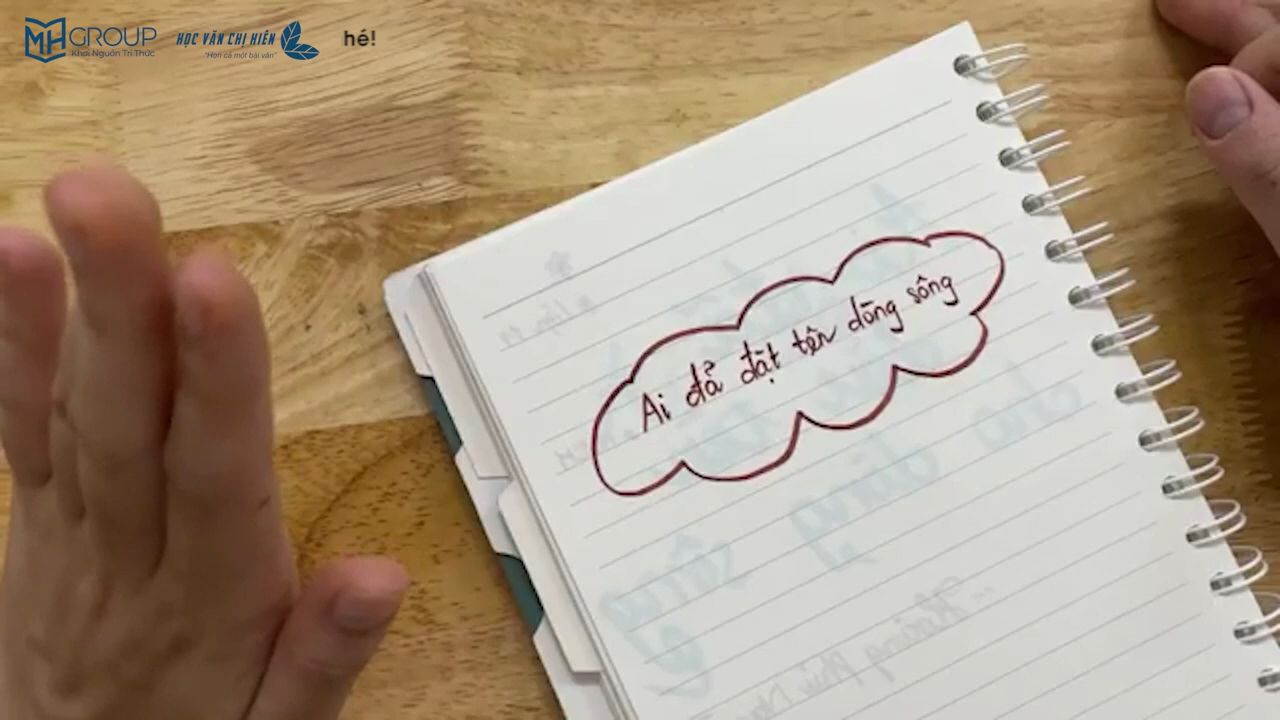 MH GROUP
Khơi Nguồn Tri Thức
HỌC VĂN CHỊ HIÊN
"Hơn cả một bài văn"
hé!
Ai đã đặt tên dòng sông